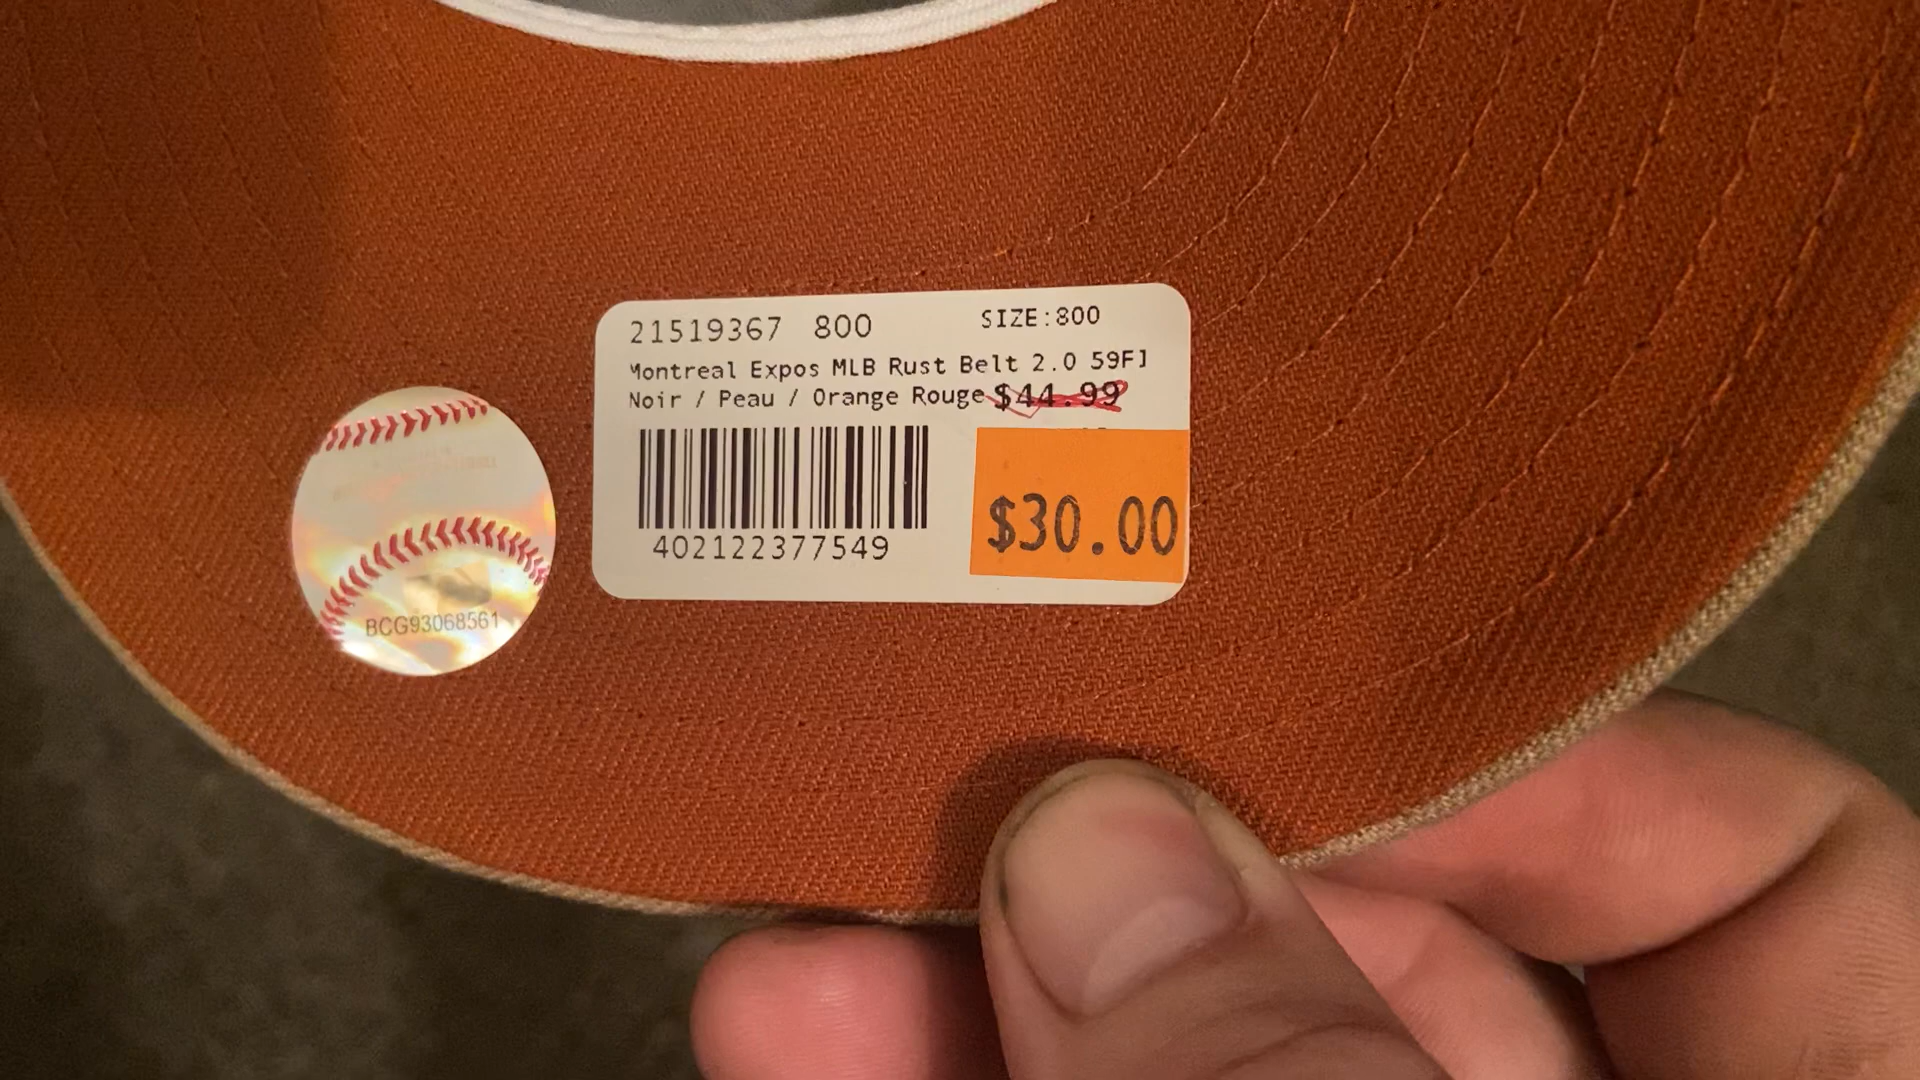 21519367 800 SIZE:800
Montreal Expos MLB Rust Belt 2.0 59F]
Noir / Peau / Orange Rouge $44.99
402122377549
$30.00
BCG93068561